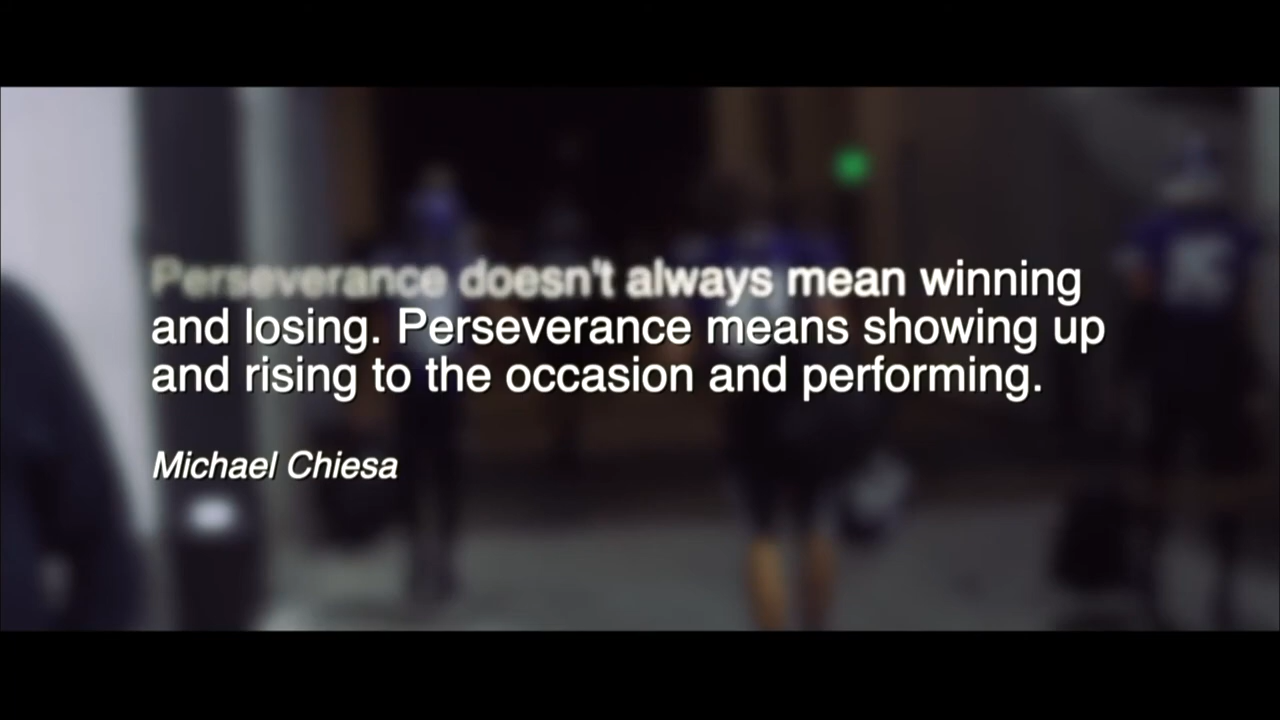 Perseverance doesn't always mean winning
and losing. Perseverance means showing up
and rising to the occasion and performing.
Michael Chiesa